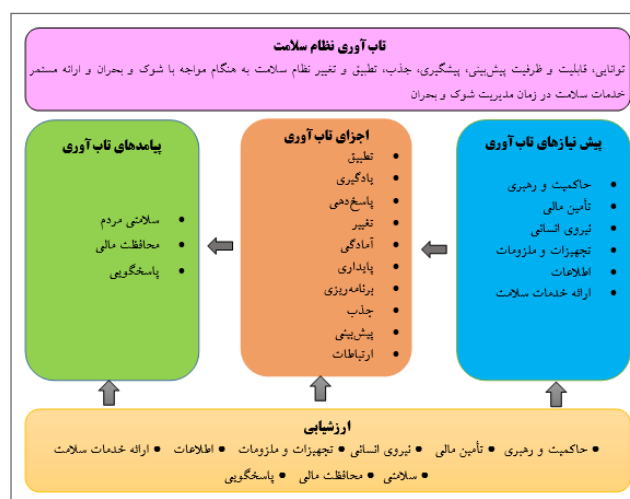 تاب‌آوری نظام سلامت
توانایی، قابلیت و ظرفیت پیش‌بینی، پیشگیری، جذب، تطبیق و تغییر نظام سلامت به هنگام مواجه با شوک و بحران و ارائه مستمر
خدمات سلامت در زمان مدیریت شوک و بحران
پیش نیازهای تاب‌آوری
• حاکمیت و رهبری
• تأمین مالی
• نیروی انسانی
• تجهیزات و ملزومات
• اطلاعات
• ارائه خدمات سلامت
اجزای تاب‌آوری
• تطبیق
• یادگیری
• پاسخ‌دهی
• تغییر
• آمادگی
• پایداری
• برنامه‌ریزی
• جذب
• پیش‌بینی
• ارتباطات
پیامدهای تاب‌آوری
• سلامتی مردم
• محافظت مالی
• پاسخگویی
ارزشیابی
• حاکمیت و رهبری • تأمین مالی • نیروی انسانی • تجهیزات و ملزومات • اطلاعات • ارائه خدمات سلامت
• سلامتی • محافظت مالی • پاسخگویی